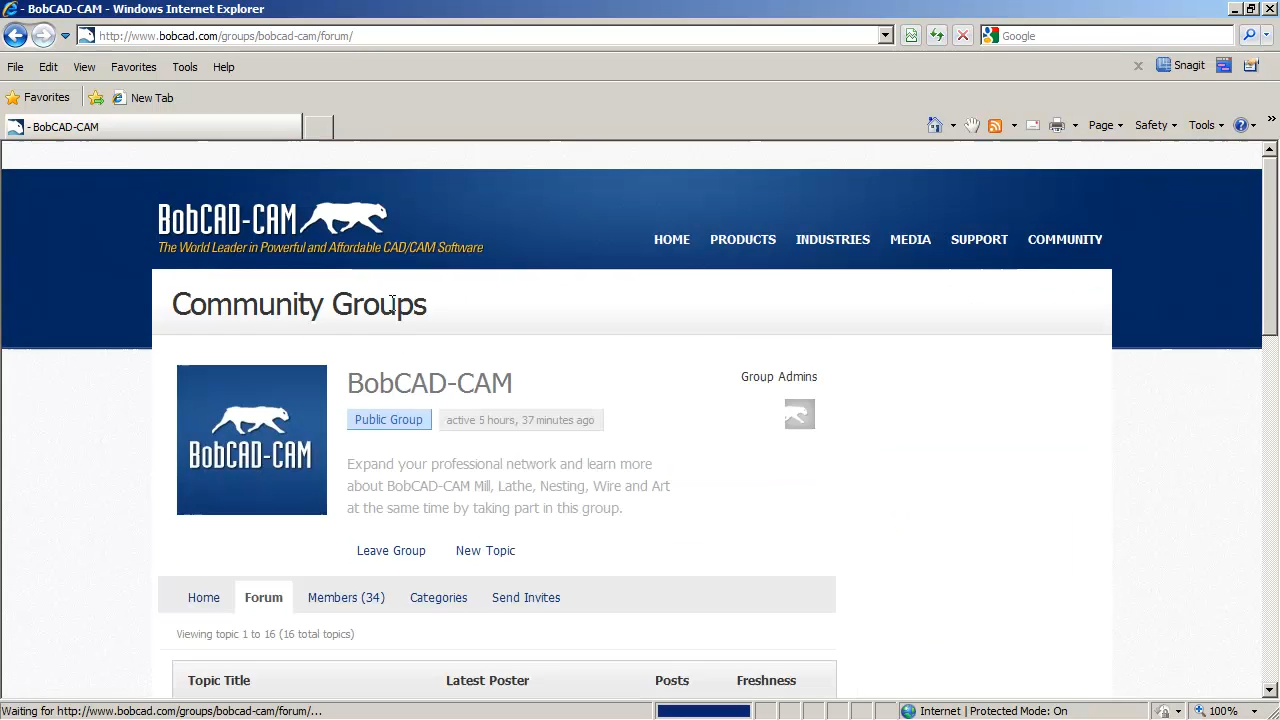 - BobCAD-CAM - Windows Internet Explorer
http://www.bobcad.com/groups/bobcad-cam/forum/
Google
File Edit View Favorites Tools Help
Snagit
Favorites New Tab
- BobCAD-CAM
Page Safety Tools
BobCAD-CAM
The World Leader in Powerful and Affordable CAD/CAM Software
HOME PRODUCTS INDUSTRIES MEDIA SUPPORT COMMUNITY
Community Groups
BobCAD-CAM
BobCAD-CAM
Group Admins
Public Group active 5 hours, 37 minutes ago
Expand your professional network and learn more
about BobCAD-CAM Mill, Lathe, Nesting, Wire and Art
at the same time by taking part in this group.
Leave Group New Topic
Home Forum Members (34) Categories Send Invites
Viewing topic 1 to 16 (16 total topics)
Topic Title Latest Poster Posts Freshness
Waiting for http://www.bobcad.com/groups/bobcad-cam/forum/...
Internet | Protected Mode: On
100%